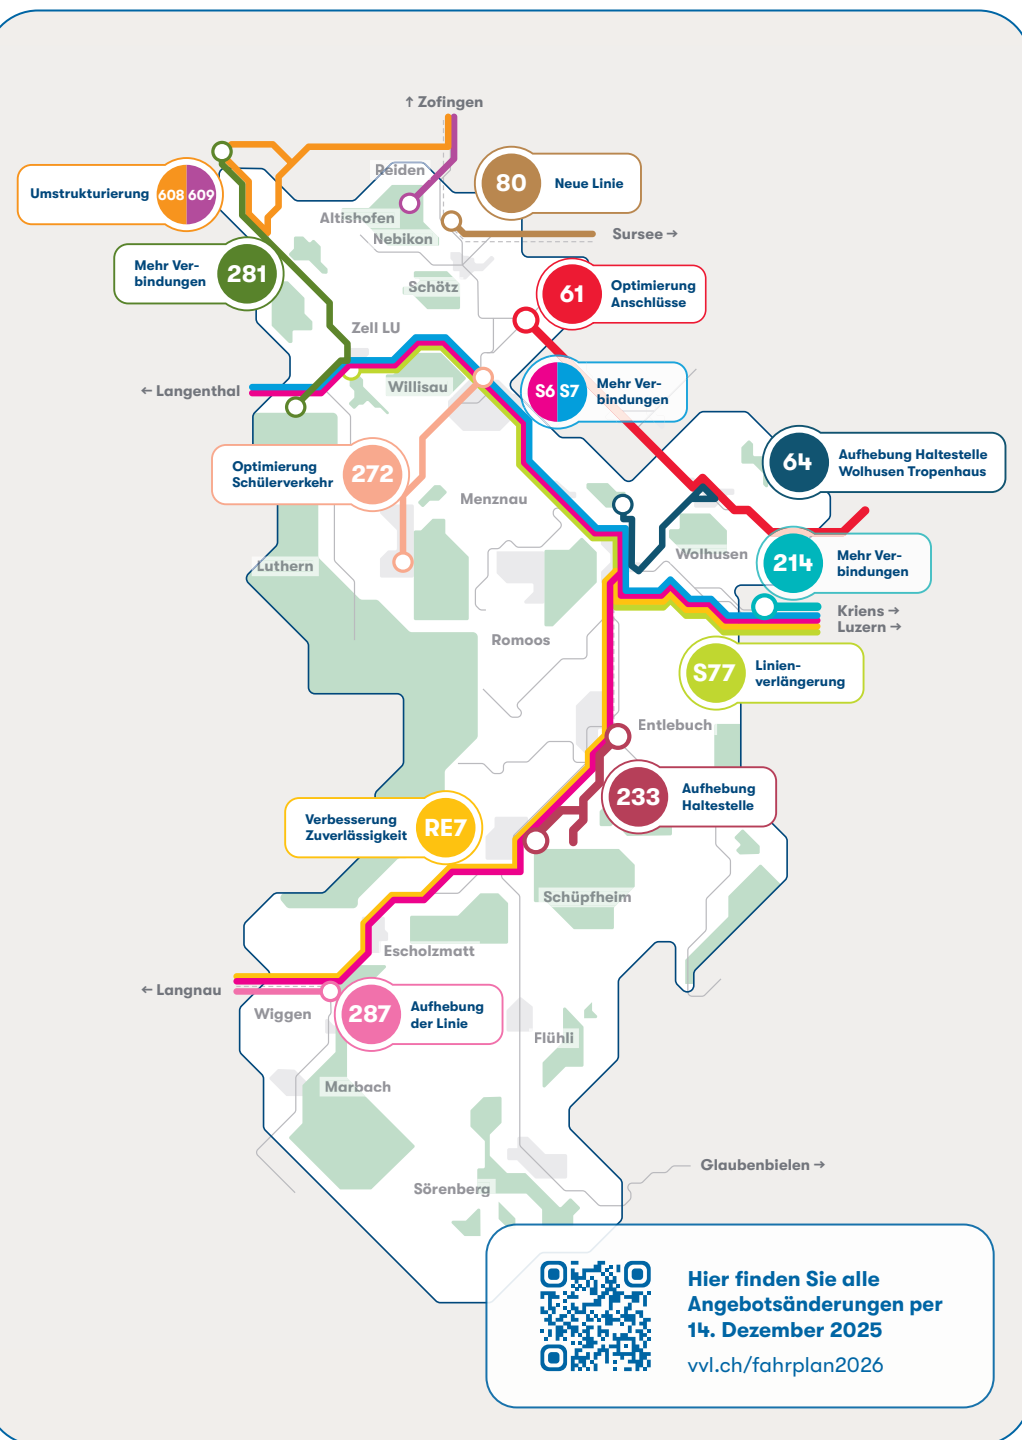 ↑ Zofingen
Reiden
80
Neue Linie
Umstrukturierung
608 609
Altishofen
Nebikon
Sursee →
Mehr Ver-
bindungen
281
Schötz
61
Optimierung
Anschlüsse
Zell LU
← Langenthal
Willisau
S6 S7
Mehr Ver-
bindungen
64
Aufhebung Haltestelle
Wolhusen Tropenhaus
Optimierung
Schülerverkehr
272
Menznau
Wolhusen
214
Mehr Ver-
bindungen
Luthern
Kriens →
Luzern →
Romoos
S77
Linien-
verlängerung
Entlebuch
233
Aufhebung
Haltestelle
Verbesserung
Zuverlässigkeit
RE7
Schüpfheim
Escholzmatt
← Langnau
Wiggen
287
Aufhebung
der Linie
Flühli
Marbach
Glaubenbielen →
Sörenberg
Hier finden Sie alle
Angebotsänderungen per
14. Dezember 2025
vvl.ch/fahrplan2026